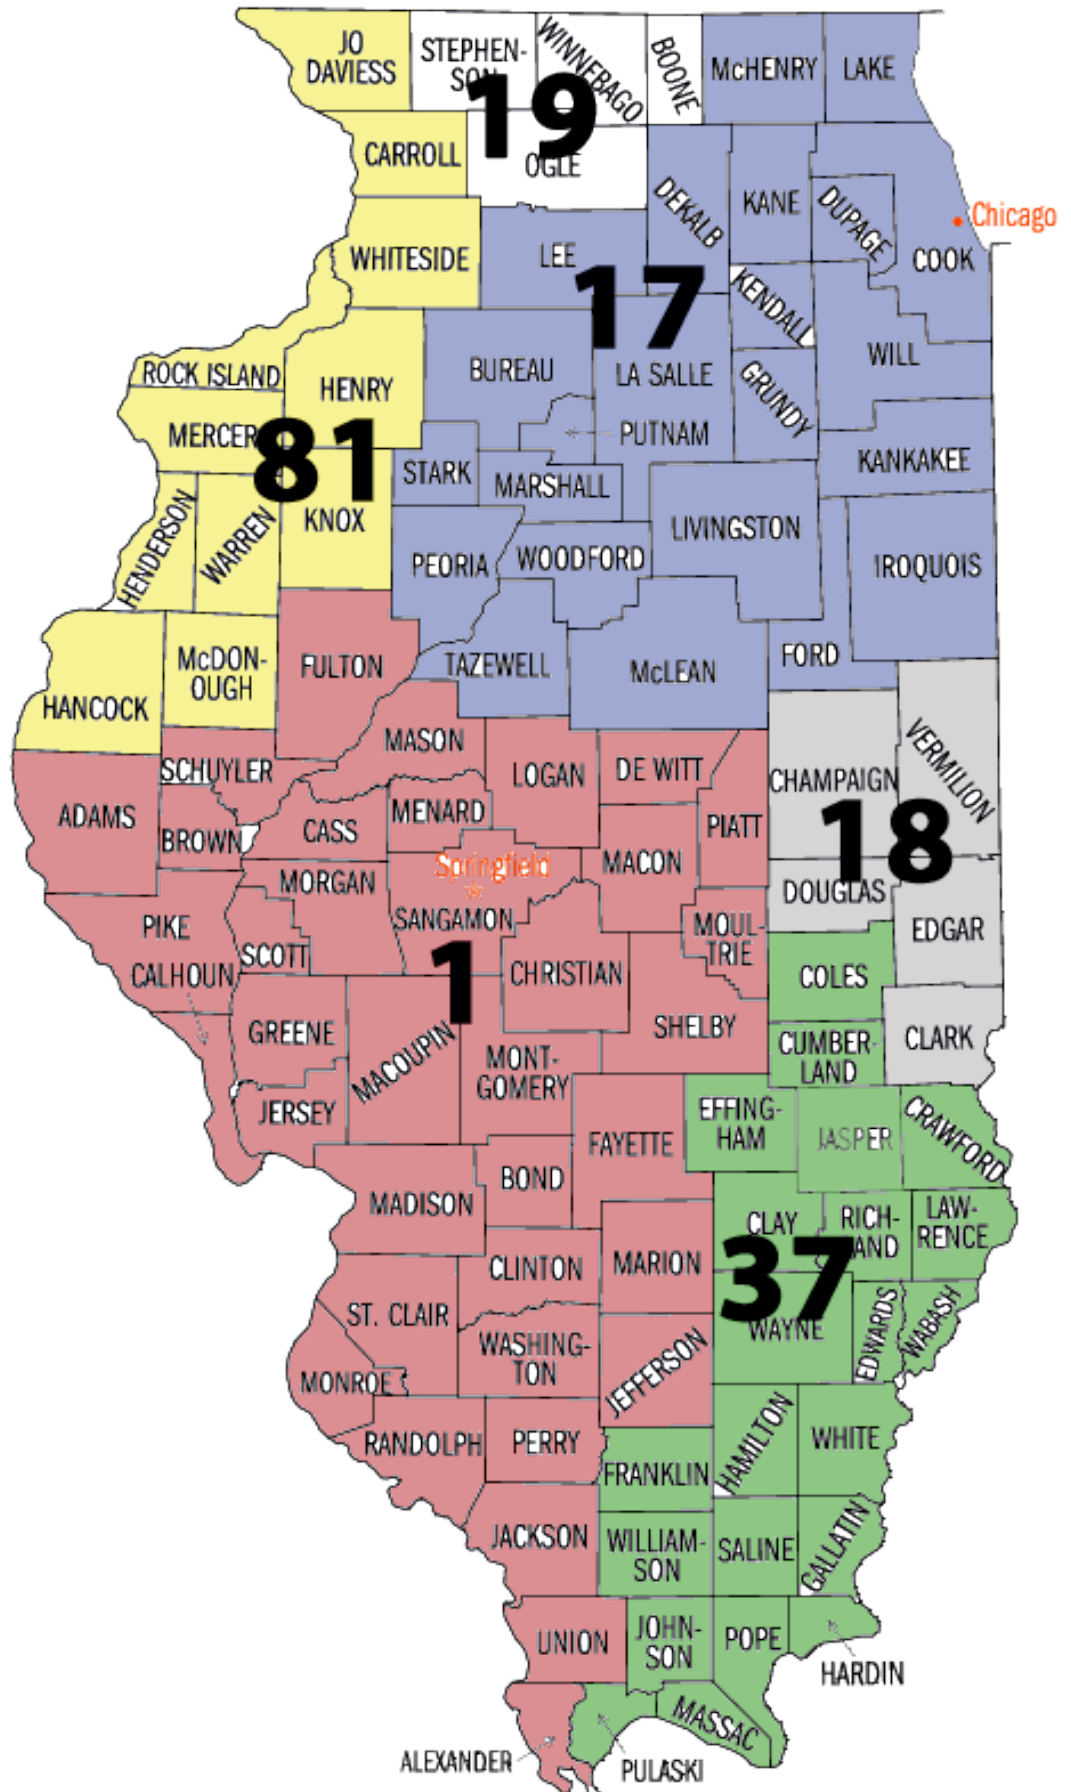 JO
DAVIESS
STEPHEN-
SON
WINNEBAGO
BOONE
McHENRY
LAKE
19
CARROLL
OGLE
DEKALB
KANE
DUPAGE
Chicago
COOK
WHITESIDE
LEE
17
KENDALL
WILL
ROCK ISLAND
HENRY
BUREAU
LA SALLE
GRUNDY
MERCER
81
PUTNAM
KANKAKEE
STARK
MARSHALL
HENDERSON
WARREN
KNOX
LIVINGSTON
PEORIA
WOODFORD
IROQUOIS
HANCOCK
McDON-
OUGH
FULTON
TAZEWELL
McLEAN
FORD
MASON
SCHUYLER
LOGAN
DE WITT
CHAMPAIGN
VERMILION
ADAMS
BROWN
CASS
MENARD
PIATT
18
Springfield
MACON
MORGAN
SANGAMON
DOUGLAS
EDGAR
PIKE
SCOTT
MOUL-
TRIE
CALHOUN
1
CHRISTIAN
COLES
GREENE
MACOUPIN
MONT-
GOMERY
SHELBY
CUMBER-
LAND
CLARK
JERSEY
FAYETTE
EFFING-
HAM
JASPER
CRAWFORD
MADISON
BOND
CLAY
RICH-
LAND
LAW-
RENCE
CLINTON
MARION
37
WAYNE
EDWARDS
WABASH
ST. CLAIR
WASHING-
TON
JEFFERSON
MONROE
RANDOLPH
PERRY
FRANKLIN
HAMILTON
WHITE
JACKSON
WILLIAM-
SON
SALINE
GALLATIN
UNION
JOHN-
SON
POPE
HARDIN
MASSAC
ALEXANDER
PULASKI